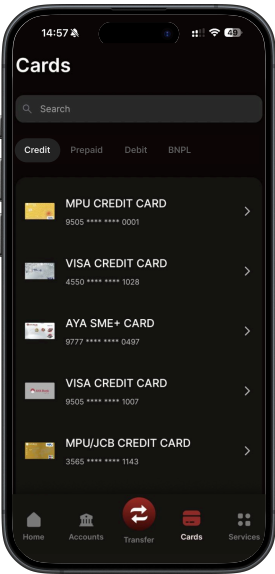 14:57
49
Cards
Search
Credit Prepaid Debit BNPL
MPU CREDIT CARD
9505 **** **** 0001
VISA CREDIT CARD
4550 **** **** 1028
AYA SME+ CARD
9777 **** **** 0497
VISA CREDIT CARD
9505 **** **** 1007
MPU/JCB CREDIT CARD
3565 **** **** 1143
Home Accounts Transfer Cards Services